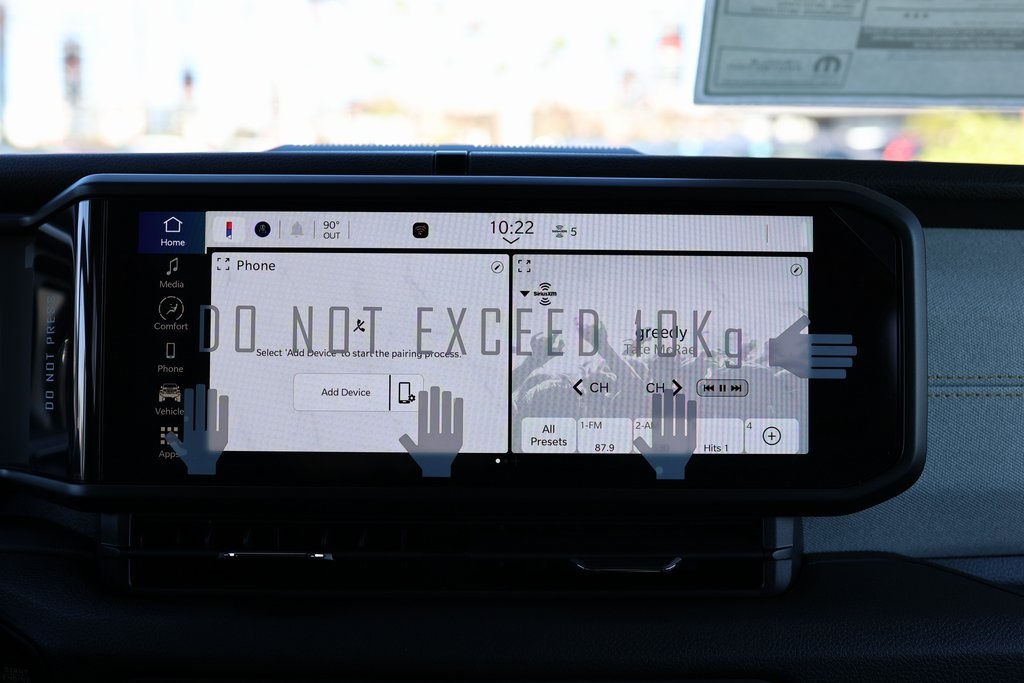 Home
90°
OUT
10:22
5
Phone
Media
Comfort
Phone
Vehicle
Apps
DO NOT PRESS
DO NOT EXCEED 10Kg
Select 'Add Device' to start the pairing process.
Add Device
SiriusXM
greedy
Tate McRae
CH
CH
All
Presets
1-FM
87.9
Hits 1
4